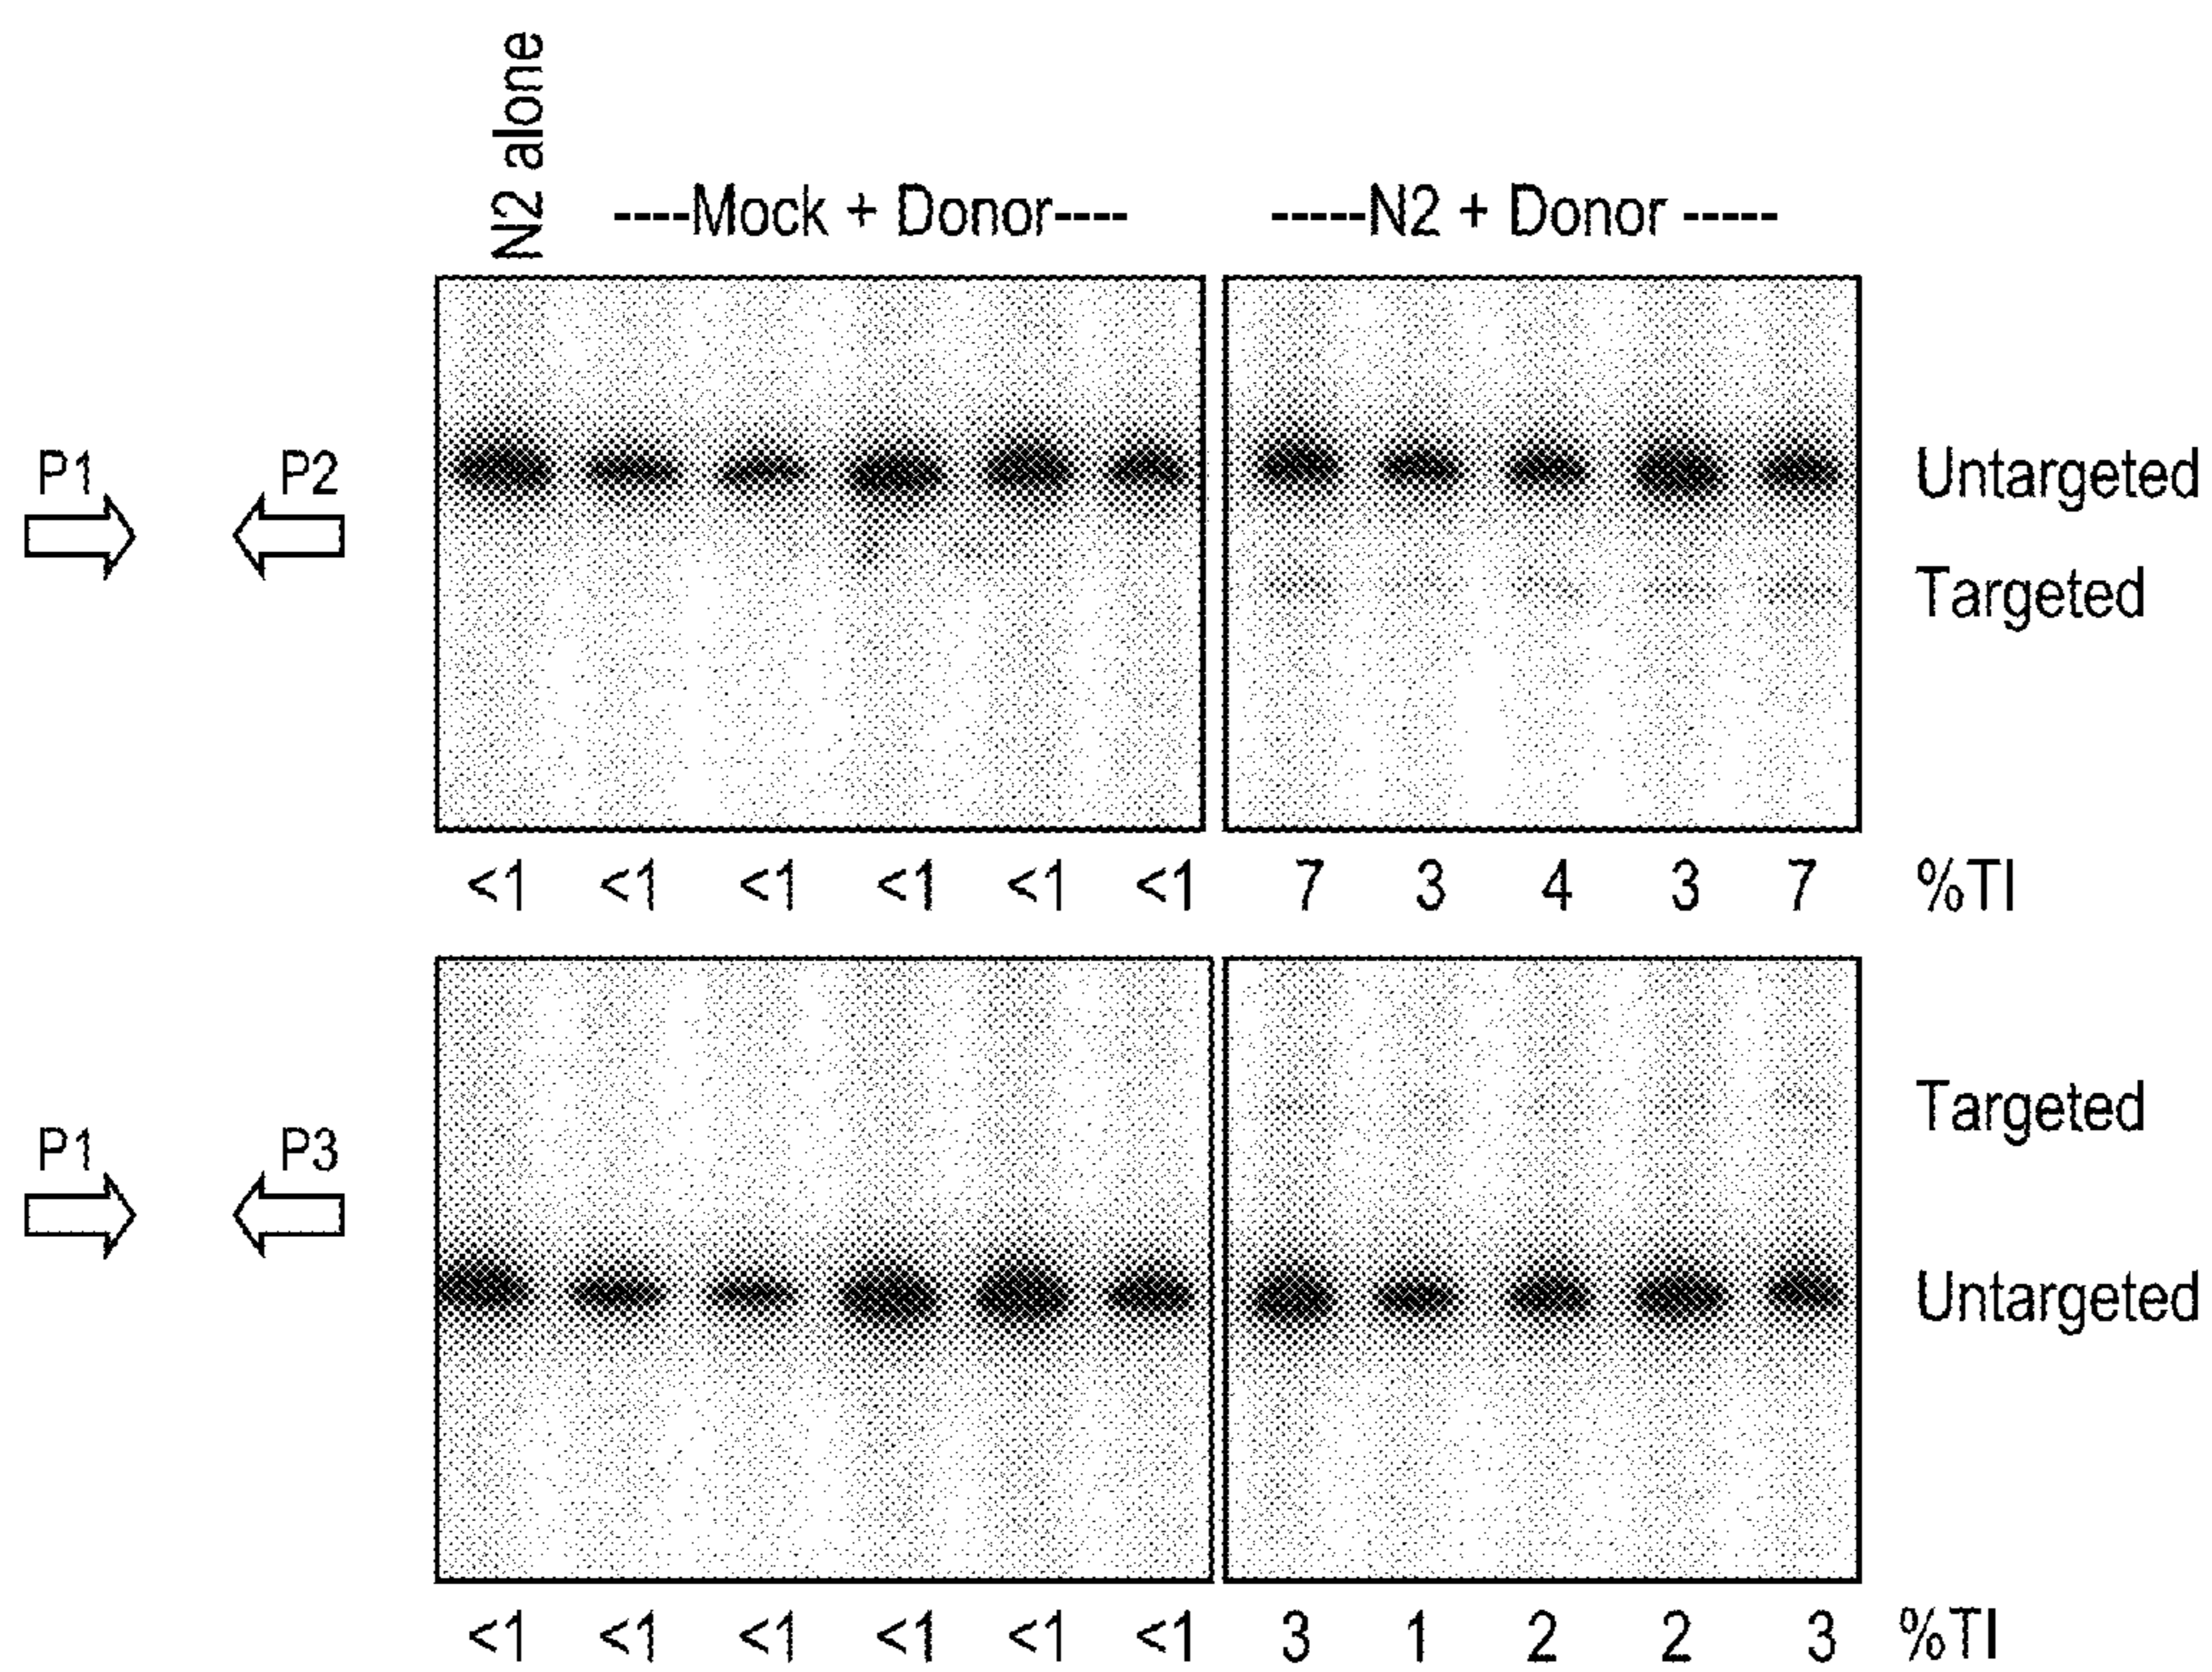 N2 alone
----Mock + Donor----
-----N2 + Donor -----
P1 P2
Untargeted
Targeted
<1 <1 <1 <1 <1 <1 7 3 4 3 7 %TI
P1 P3
Targeted
Untargeted
<1 <1 <1 <1 <1 <1 3 1 2 2 3 %TI